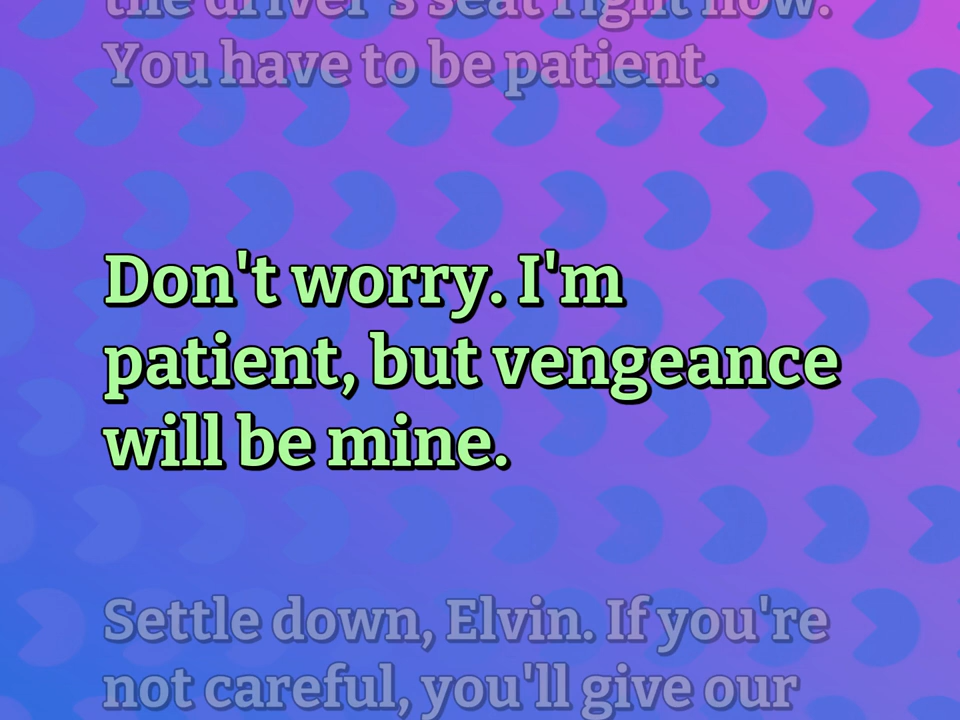 the driver's seat right now.
You have to be patient.
Don't worry. I'm
patient, but vengeance
will be mine.
Settle down, Elvin. If you're
not careful, you'll give our